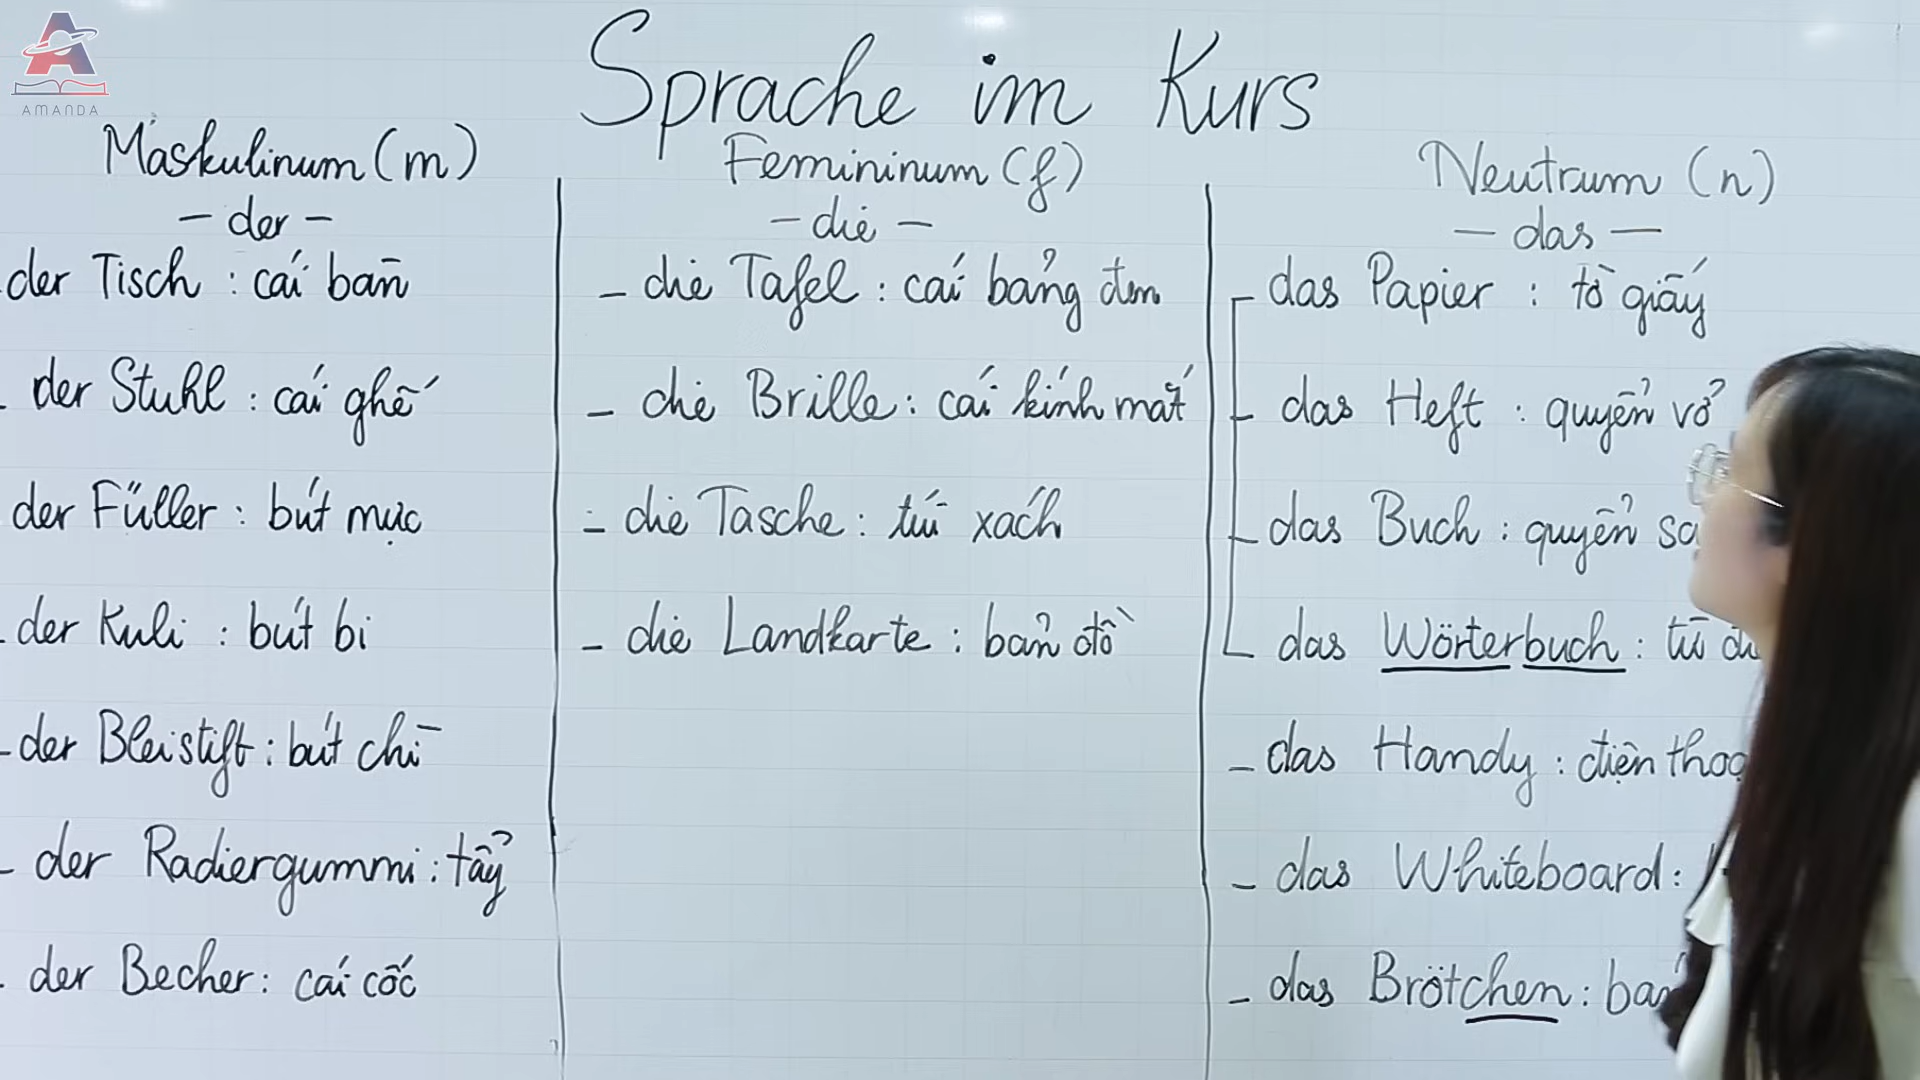 AMANDA
Sprache im Kurs
Maskulinum (m)
- der -
der Tisch : cái bàn
- der Stuhl : cái ghế
der Füller : bút mực
- der Kuli : bút bi
- der Bleistift : bút chì
- der Radiergummi : tẩy
- der Becher : cái cốc
Femininum (f)
- die -
- die Tafel : cái bảng đen
- die Brille : cái kính mắt
- die Tasche : túi xách
- die Landkarte : bản đồ
Neutrum (n)
- das -
- das Papier : tờ giấy
- das Heft : quyển vở
- das Buch : quyển
- das Wörterbuch : từ
- das Handy : điện
- das Whiteboard :
- das Brötchen :